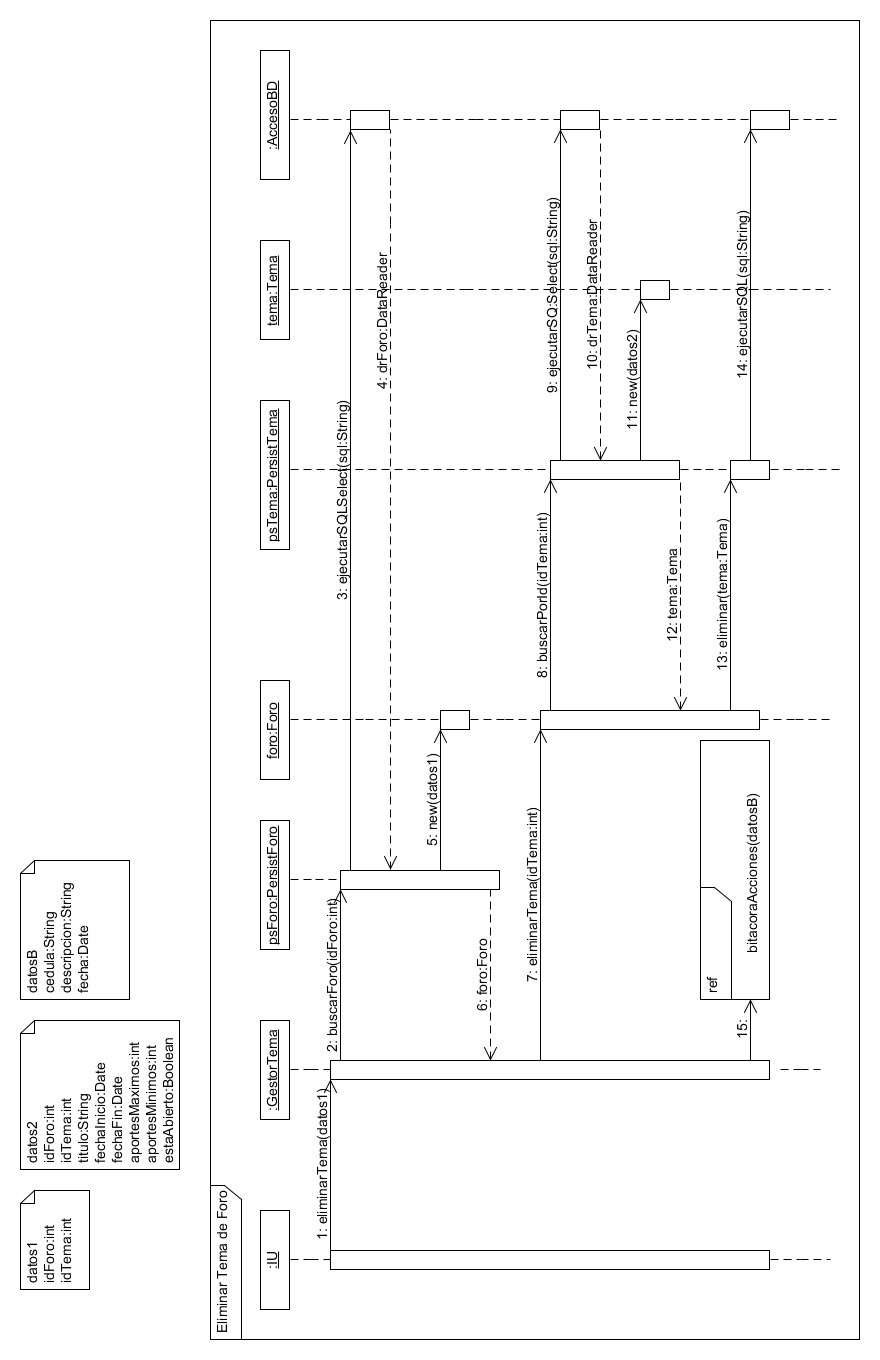 datos1
idForo:int
idTema:int
datos2
idForo:int
idTema:int
titulo:String
fechaInicio:Date
fechaFin:Date
aportesMaximos:int
aportesMinimos:int
estaAbierto:Boolean
datosB
cedula:String
descripcion:String
fecha:Date
Eliminar Tema de Foro
:IU
:GestorTema
psForo:PersistForo
foro:Foro
psTema:PersistTema
tema:Tema
:AccesoBD
1: eliminarTema(datos1)
2: buscarForo(idForo:int)
3: ejecutarSQLSelect(sql:String)
4: drForo:DataReader
5: new(datos1)
6: foro:Foro
7: eliminarTema(idTema:int)
8: buscarPorId(idTema:int)
9: ejecutarSQ:Select(sql:String)
10: drTema:DataReader
11: new(datos2)
12: tema:Tema
13: eliminar(tema:Tema)
14: ejecutarSQL(sql:String)
15:
ref
bitacoraAcciones(datosB)